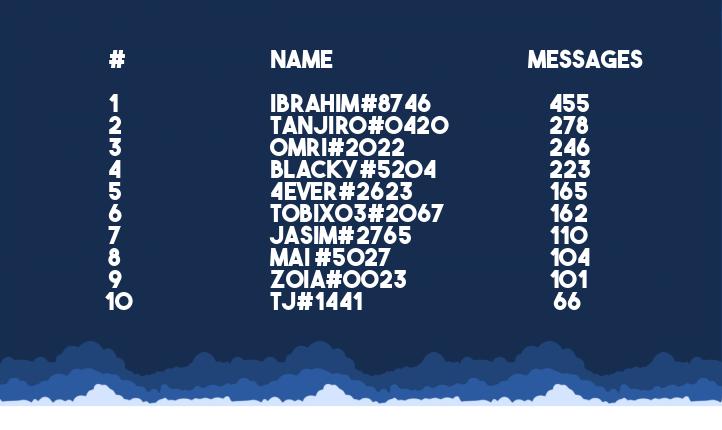 # NAME MESSAGES
1 IBRAHIM#8746 455
2 TANJIRO#0420 278
3 OMRI#2022 246
4 BLACKY#5204 223
5 4EVER#2623 165
6 TOBIXO3#2067 162
7 JASIM#2765 110
8 MAI #5027 104
9 ZOIA#0023 101
10 TJ#1441 66